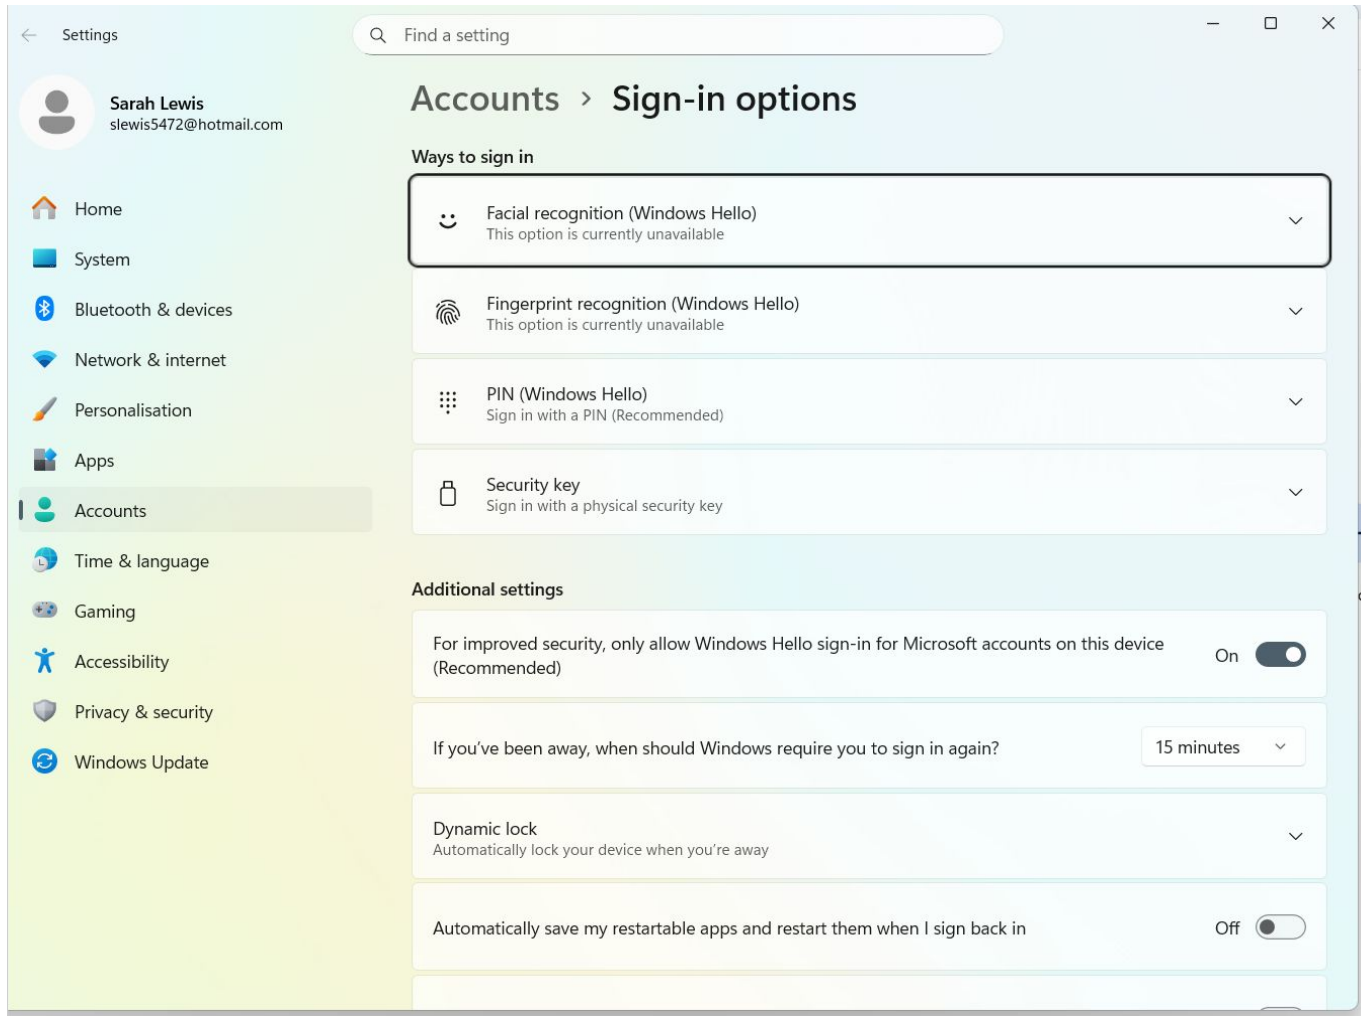 Settings
Find a setting
Sarah Lewis
slewis5472@hotmail.com
Home
System
Bluetooth & devices
Network & internet
Personalisation
Apps
Accounts
Time & language
Gaming
Accessibility
Privacy & security
Windows Update
Accounts > Sign-in options
Ways to sign in
Facial recognition (Windows Hello)
This option is currently unavailable
Fingerprint recognition (Windows Hello)
This option is currently unavailable
PIN (Windows Hello)
Sign in with a PIN (Recommended)
Security key
Sign in with a physical security key
Additional settings
For improved security, only allow Windows Hello sign-in for Microsoft accounts on this device
(Recommended)
On
If you've been away, when should Windows require you to sign in again?
15 minutes
Dynamic lock
Automatically lock your device when you're away
Automatically save my restartable apps and restart them when I sign back in
Off